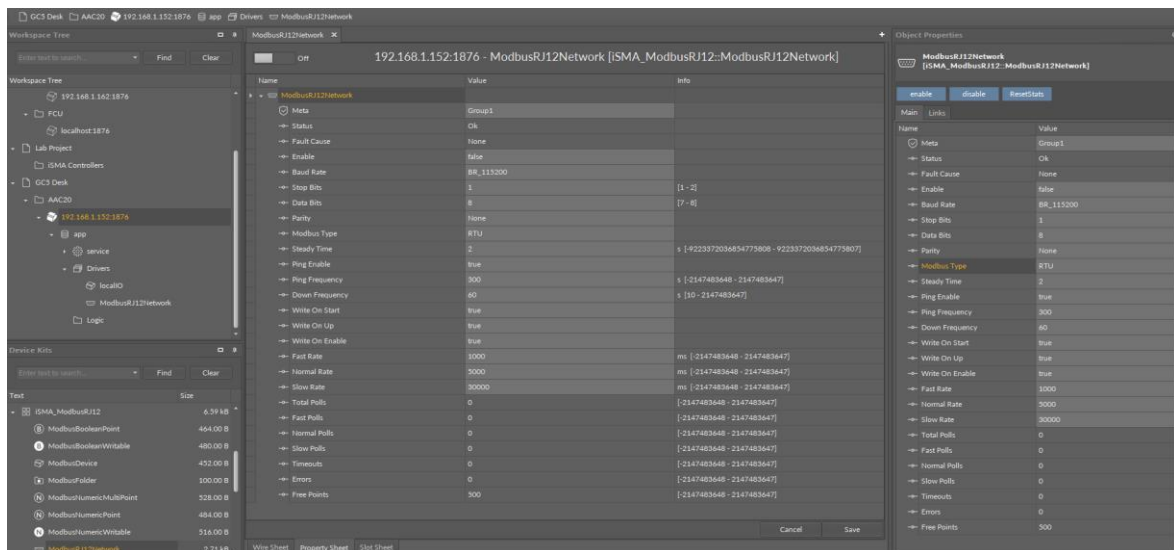 GC5 Desk AAC20 192.168.1.152:1876 app Drivers ModbusRJ12Network
Workspace Tree
Enter text to search... Find Clear
Workspace Tree
192.168.1.162:1876
FCU
localhost:1876
Lab Project
iSMA Controllers
GC5 Desk
AAC20
192.168.1.152:1876
app
service
Drivers
localIO
ModbusRJ12Network
Logic
Device Kits
Enter text to search... Find Clear
Text Size
iSMA_ModbusRJ12 6.59 kB
ModbusBooleanPoint 464.00 B
ModbusBooleanWritable 480.00 B
ModbusDevice 452.00 B
ModbusFolder 100.00 B
ModbusNumericMultiPoint 528.00 B
ModbusNumericPoint 484.00 B
ModbusNumericWritable 516.00 B
ModbusRJ12Network 2.71 kB
ModbusRJ12Network
Off 192.168.1.152:1876 - ModbusRJ12Network [iSMA_ModbusRJ12::ModbusRJ12Network]
Name Value Info
ModbusRJ12Network
Meta Group1
Status Ok
Fault Cause None
Enable false
Baud Rate BR_115200
Stop Bits 1 [1 - 2]
Data Bits 8 [7 - 8]
Parity None
Modbus Type RTU
Steady Time 2 s [-9223372036854775808 - 9223372036854775807]
Ping Enable true
Ping Frequency 300 s [-2147483648 - 2147483647]
Down Frequency 60 s [10 - 2147483647]
Write On Start true
Write On Up true
Write On Enable true
Fast Rate 1000 ms [-2147483648 - 2147483647]
Normal Rate 5000 ms [-2147483648 - 2147483647]
Slow Rate 30000 ms [-2147483648 - 2147483647]
Total Polls 0 [-2147483648 - 2147483647]
Fast Polls 0 [-2147483648 - 2147483647]
Normal Polls 0 [-2147483648 - 2147483647]
Slow Polls 0 [-2147483648 - 2147483647]
Timeouts 0 [-2147483648 - 2147483647]
Errors 0 [-2147483648 - 2147483647]
Free Points 500 [-2147483648 - 2147483647]
Cancel Save
Wire Sheet Property Sheet Slot Sheet
Object Properties
ModbusRJ12Network
[iSMA_ModbusRJ12::ModbusRJ12Network]
enable disable ResetStats
Main Links
Name Value
Meta Group1
Status Ok
Fault Cause None
Enable false
Baud Rate BR_115200
Stop Bits 1
Data Bits 8
Parity None
Modbus Type RTU
Steady Time 2
Ping Enable true
Ping Frequency 300
Down Frequency 60
Write On Start true
Write On Up true
Write On Enable true
Fast Rate 1000
Normal Rate 5000
Slow Rate 30000
Total Polls 0
Fast Polls 0
Normal Polls 0
Slow Polls 0
Timeouts 0
Errors 0
Free Points 500